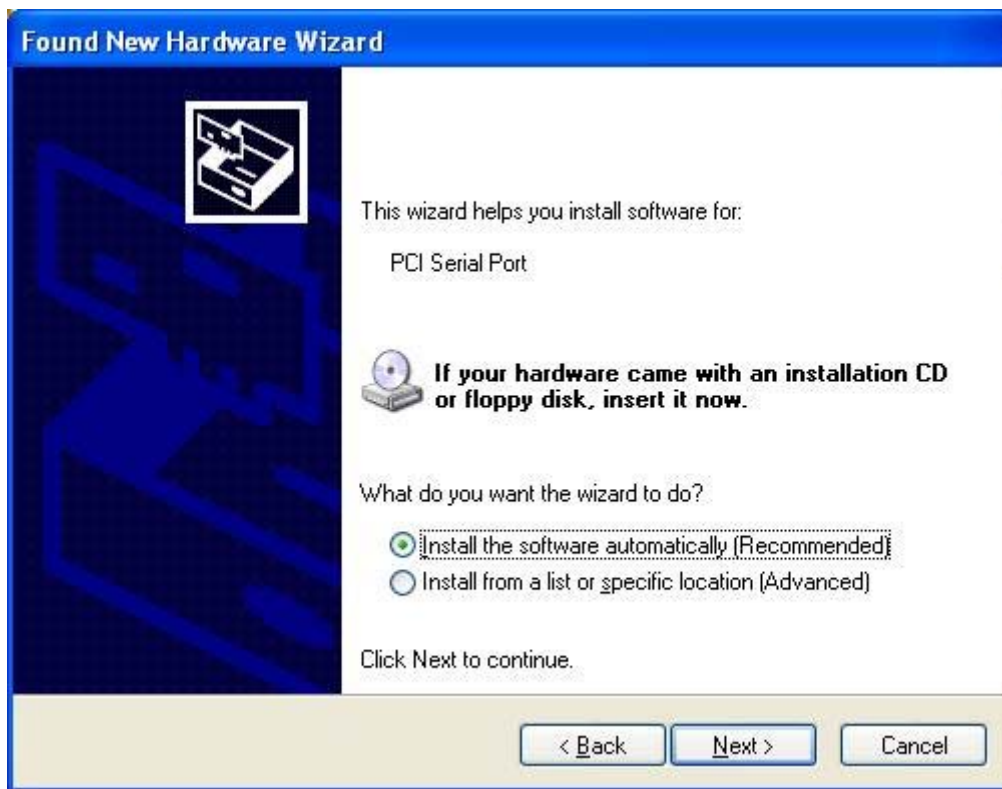 Found New Hardware Wizard
This wizard helps you install software for:
PCI Serial Port
If your hardware came with an installation CD
or floppy disk, insert it now.
What do you want the wizard to do?
Install the software automatically (Recommended)
Install from a list or specific location (Advanced)
Click Next to continue.
< Back Next > Cancel